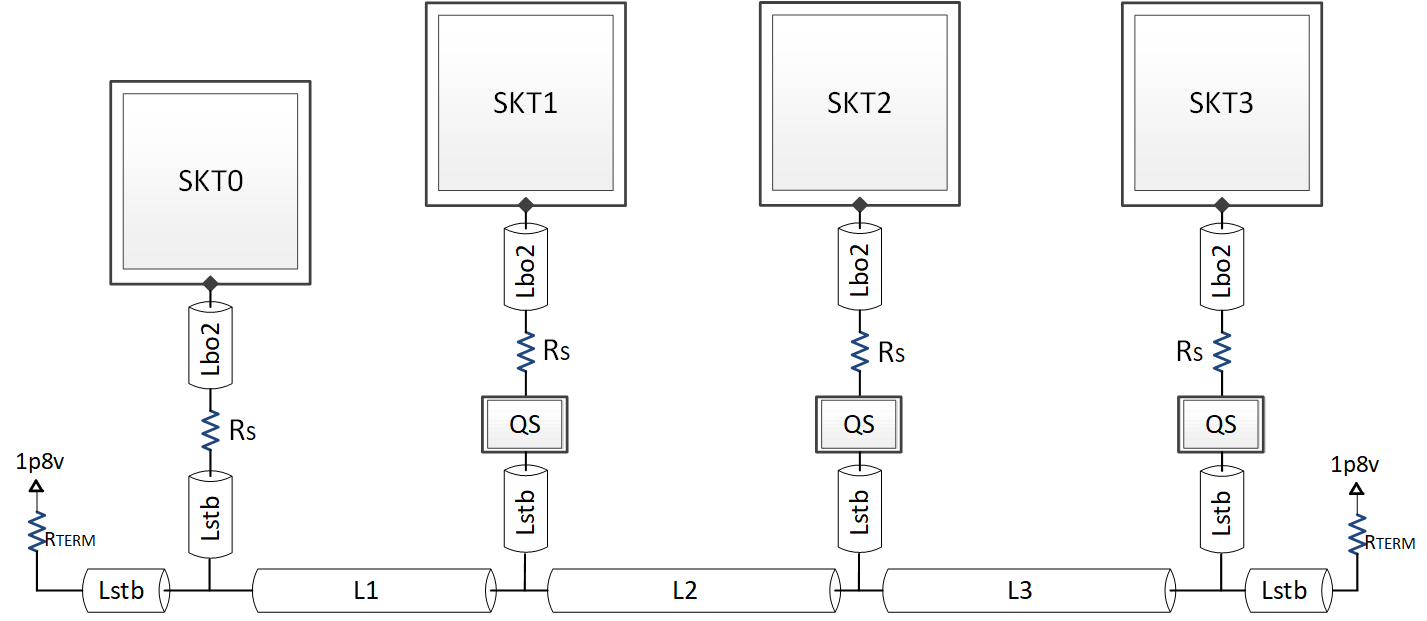 SKT0
SKT1
SKT2
SKT3
Lbo2
Lbo2
Lbo2
Lbo2
Rs
Rs
Rs
Rs
QS
QS
QS
1p8v
RTERM
Lstb
Lstb
Lstb
Lstb
1p8v
RTERM
Lstb
L1
L2
L3
Lstb